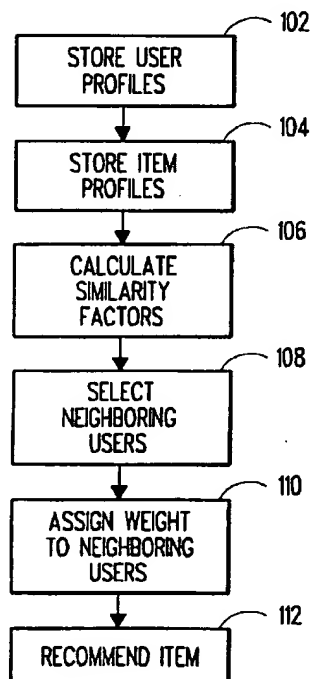 102
STORE USER
PROFILES
104
STORE ITEM
PROFILES
106
CALCULATE
SIMILARITY
FACTORS
108
SELECT
NEIGHBORING
USERS
110
ASSIGN WEIGHT
TO NEIGHBORING
USERS
112
RECOMMEND ITEM